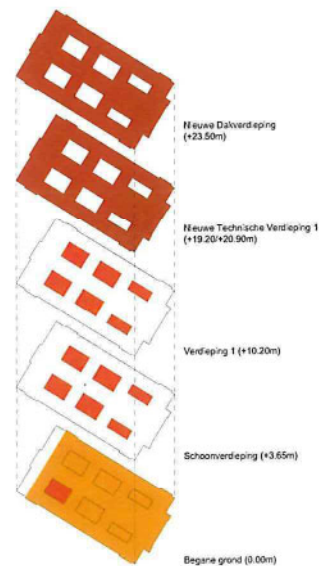 Nieuwe Dakverdieping
(+23.50m)
Nieuwe Technische Verdieping 1
(+19.20/+20.90m)
Verdieping 1 (+10.20m)
Schoonverdieping (+3.65m)
Begane grond (0.00m)